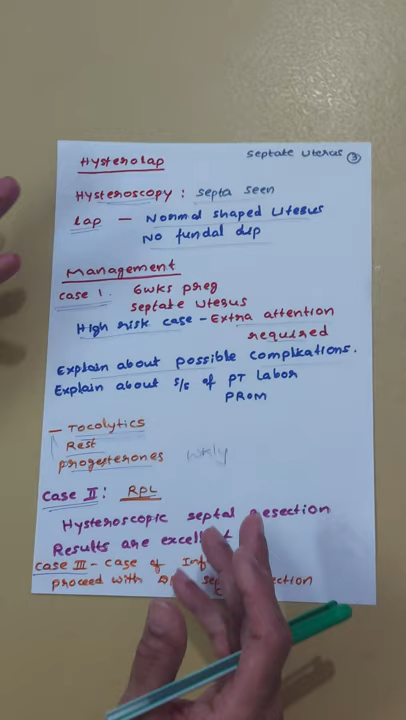 Septate Uterus ③
Hysterolap
Hysteroscopy : septa seen
Lap — Normal shaped Uterus
No fundal dip
Management
Case 1. 6wks preg
septate Uterus
High risk case - Extra attention
required
Explain about possible complications.
Explain about s/s of PT Labor
PROM
— Tocolytics
Rest
progesterones
Case II : RPL
Hysteroscopic septal resection
Results are
Case III - Case of
proceed with